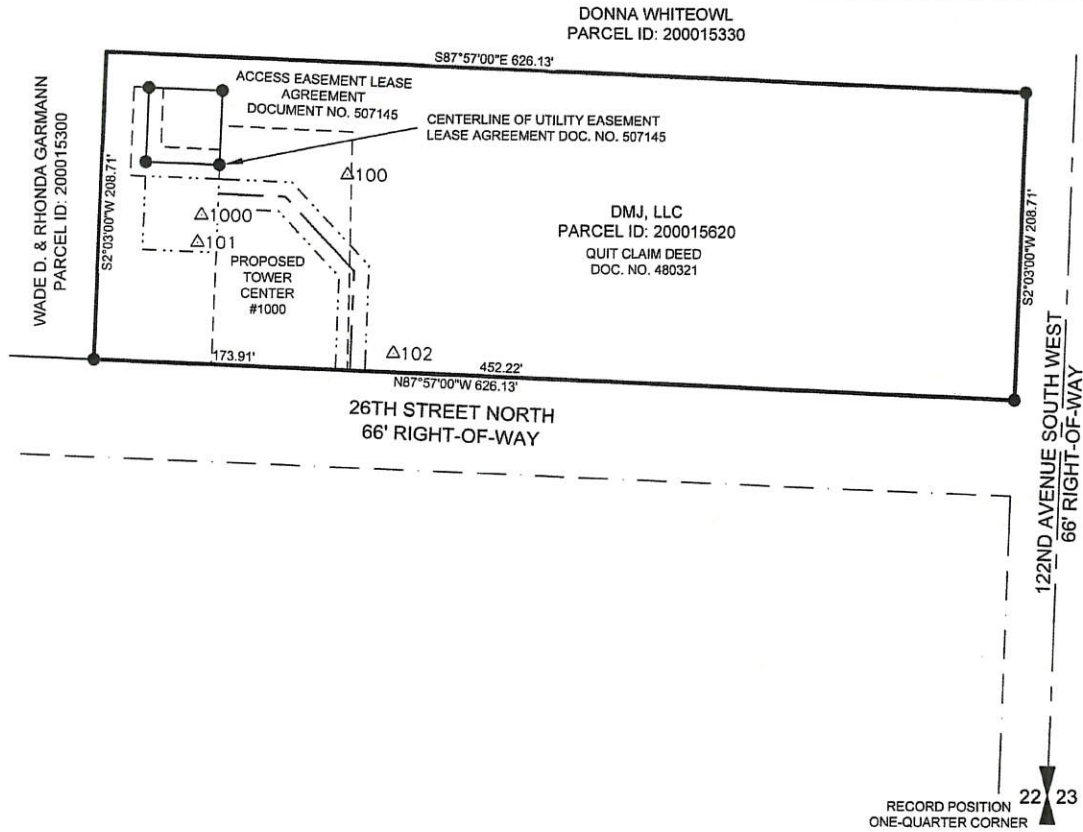 DONNA WHITEOWL
PARCEL ID: 200015330
S87°57'00"E 626.13'
WADE D. & RHONDA GARMANN
PARCEL ID: 200015300
S2°03'00"W 208.71'
ACCESS EASEMENT LEASE
AGREEMENT
DOCUMENT NO. 507145
CENTERLINE OF UTILITY EASEMENT
LEASE AGREEMENT DOC. NO. 507145
100
1000
101
PROPOSED
TOWER
CENTER
#1000
DMJ, LLC
PARCEL ID: 200015620
QUIT CLAIM DEED
DOC. NO. 480321
S2°03'00"W 208.71'
173.91'
102
452.22'
N87°57'00"W 626.13'
26TH STREET NORTH
66' RIGHT-OF-WAY
122ND AVENUE SOUTH WEST
66' RIGHT-OF-WAY
RECORD POSITION
ONE-QUARTER CORNER
22 23